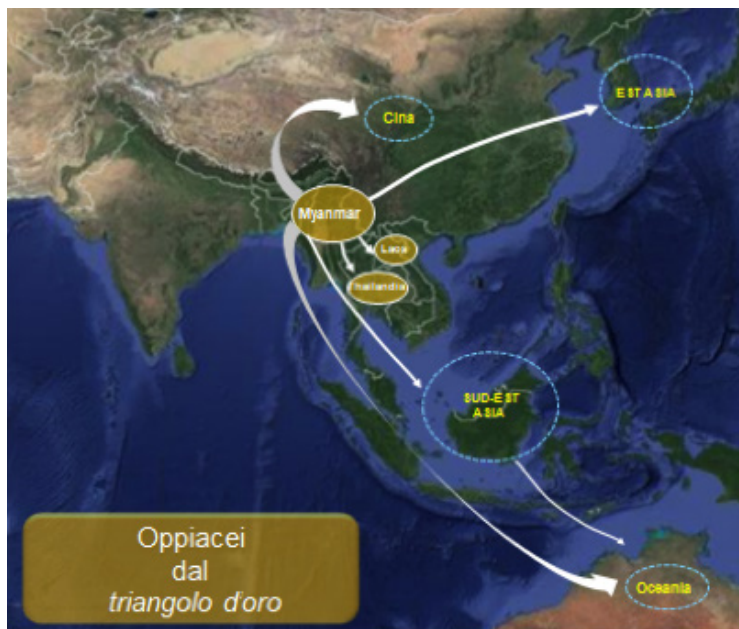 EST ASIA
Cina
Myanmar
Laos
Thailandia
SUD-EST
ASIA
Oceania
Oppiacei
dal
triangolo d'oro